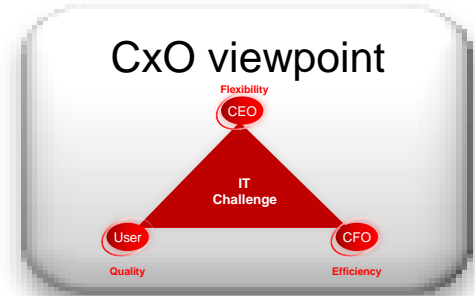 CxO viewpoint
Flexibility
CEO
IT
Challenge
User
CFO
Quality
Efficiency